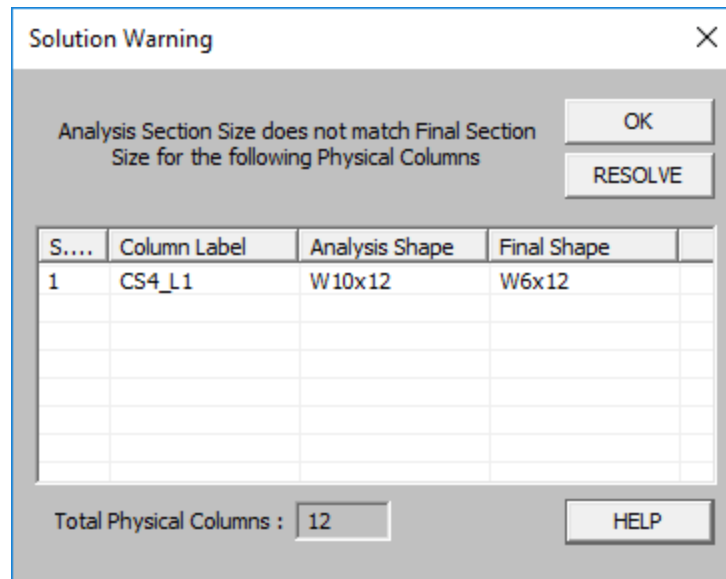 Solution Warning
Analysis Section Size does not match Final Section
Size for the following Physical Columns
OK
RESOLVE
S.... Column Label Analysis Shape Final Shape
1 CS4_L1 W10x12 W6x12
Total Physical Columns : 12
HELP